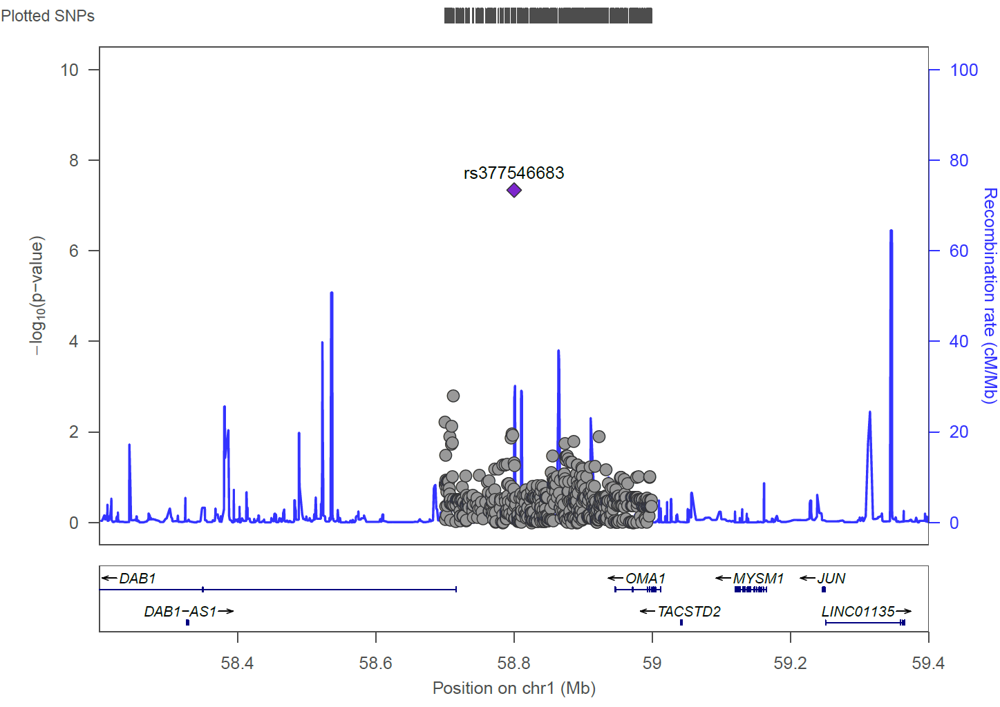 Plotted SNPs
10
8
6
4
2
0
−log10(p−value)
rs377546683
100
80
60
40
20
0
Recombination rate (cM/Mb)
DAB1
OMA1
MYSM1
JUN
DAB1−AS1
TACSTD2
LINC01135
58.4
58.6
58.8
59
59.2
59.4
Position on chr1 (Mb)